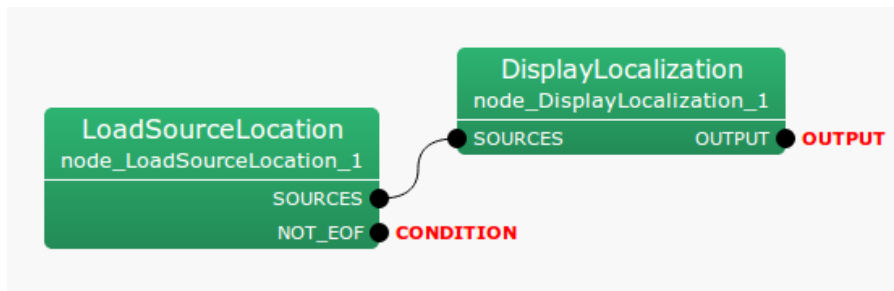 LoadSourceLocation
node_LoadSourceLocation_1
SOURCES
NOT_EOF CONDITION
DisplayLocalization
node_DisplayLocalization_1
SOURCES OUTPUT OUTPUT